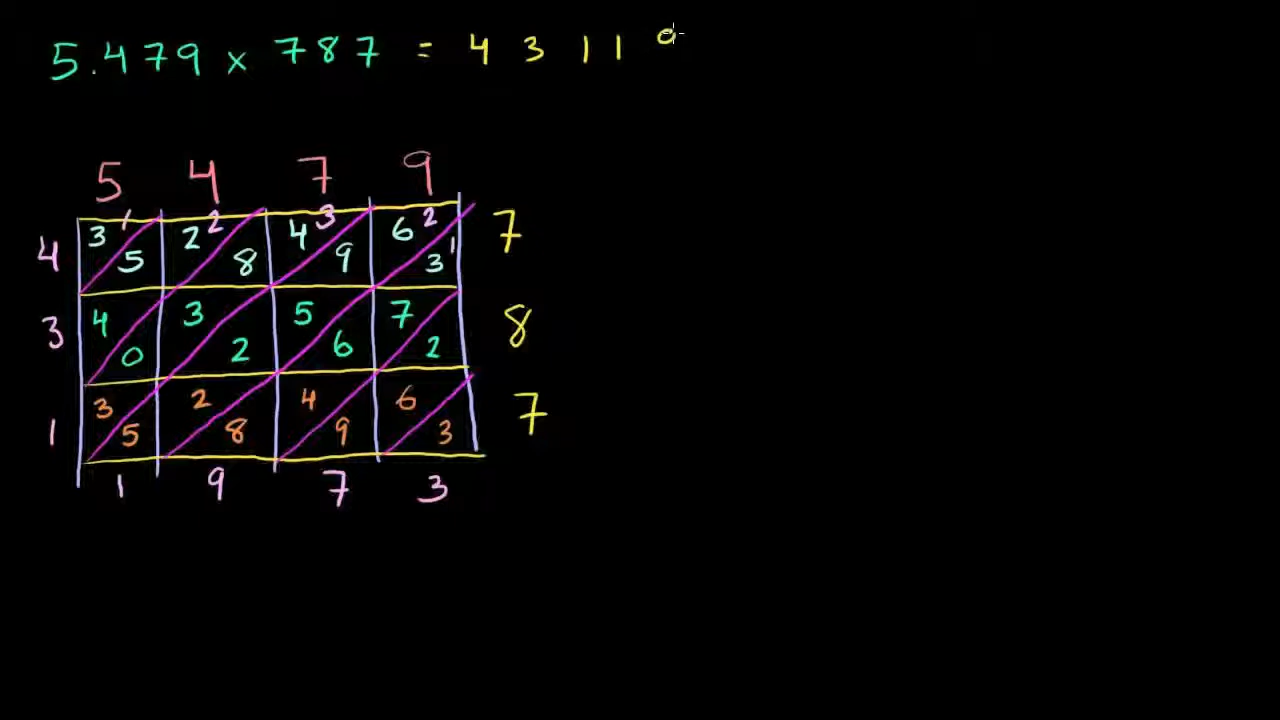 5.479 x 787 = 4 3 1 1 9
5 4 7 9
1 2 3 2
4 3 2 4 6 7
5 8 9 3 1
3 4 3 5 7 8
0 2 6 2
1 3 2 4 6 7
5 8 9 3
1 9 7 3